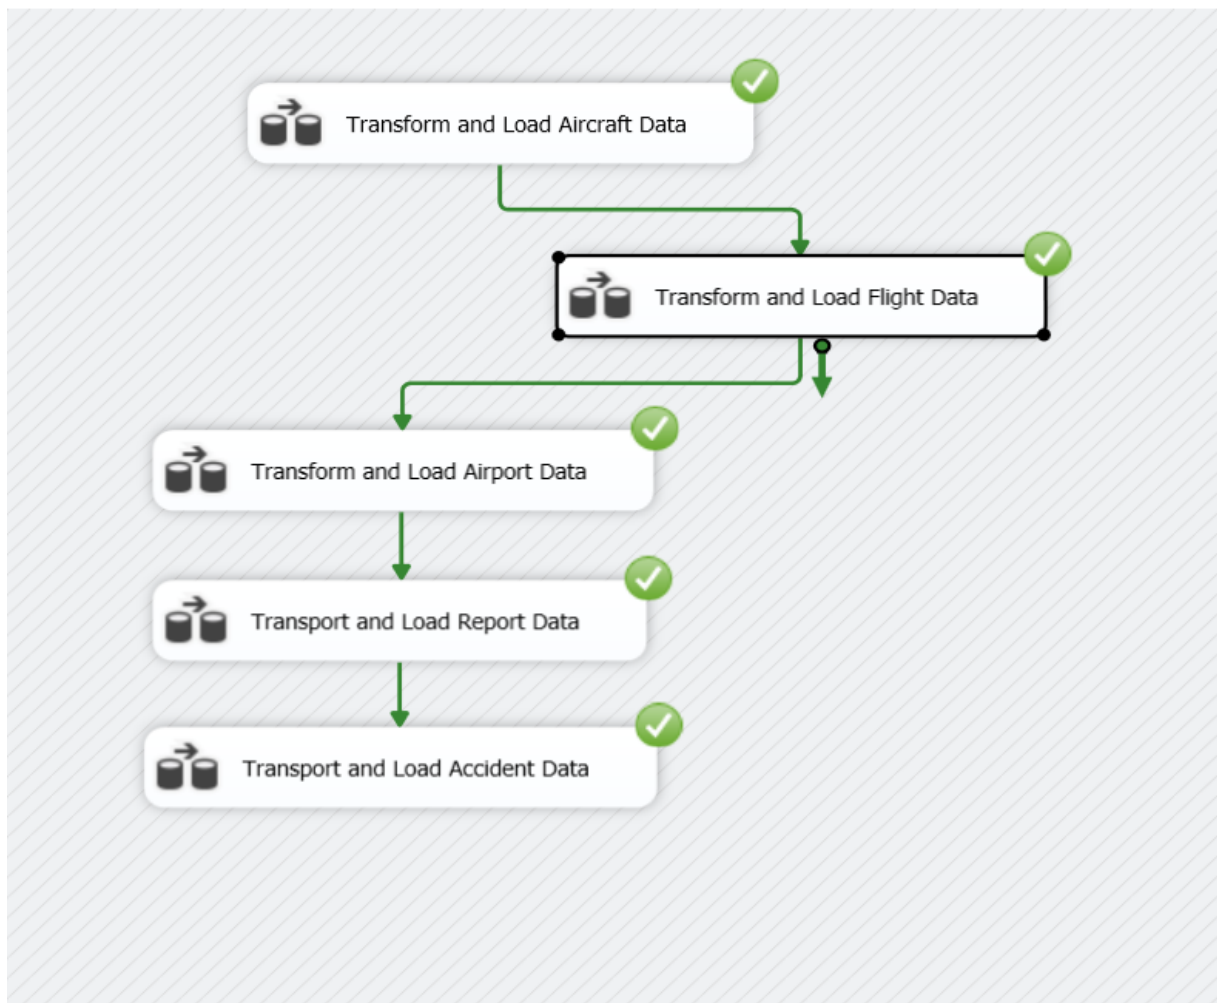 Transform and Load Aircraft Data
Transform and Load Flight Data
Transform and Load Airport Data
Transport and Load Report Data
Transport and Load Accident Data